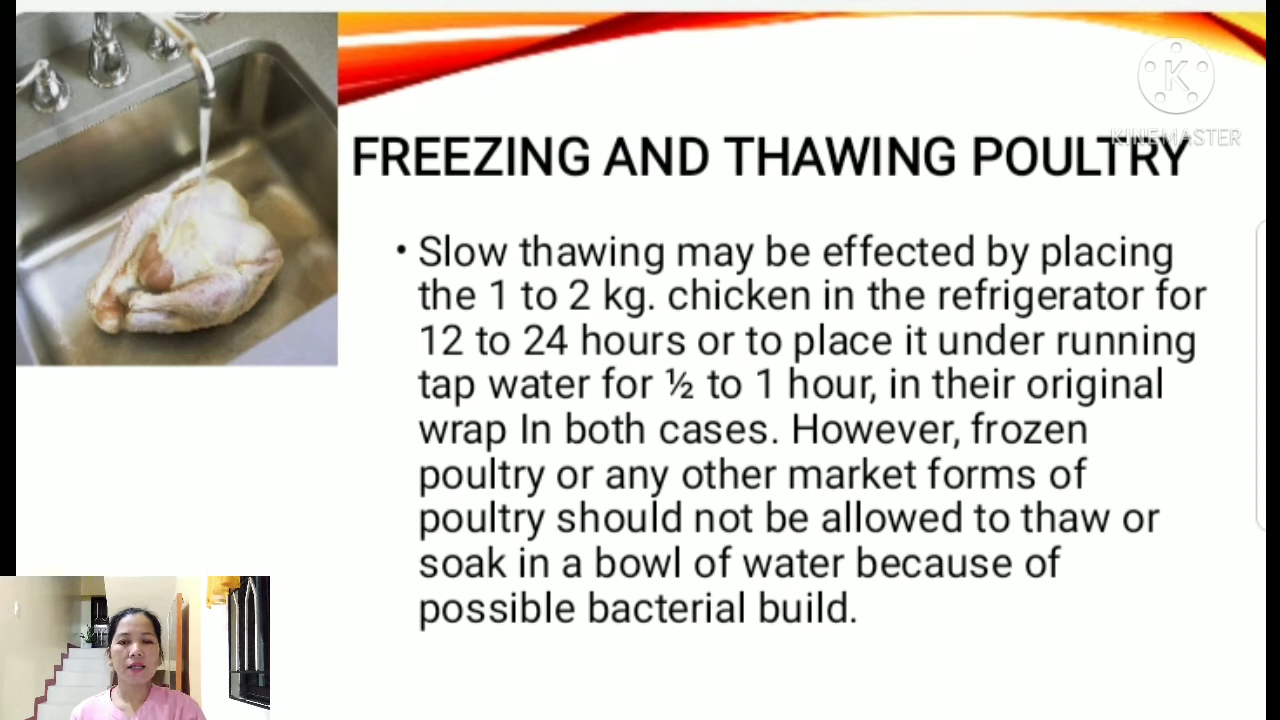 K
KINEMASTER
FREEZING AND THAWING POULTRY
• Slow thawing may be effected by placing
the 1 to 2 kg. chicken in the refrigerator for
12 to 24 hours or to place it under running
tap water for ½ to 1 hour, in their original
wrap In both cases. However, frozen
poultry or any other market forms of
poultry should not be allowed to thaw or
soak in a bowl of water because of
possible bacterial build.